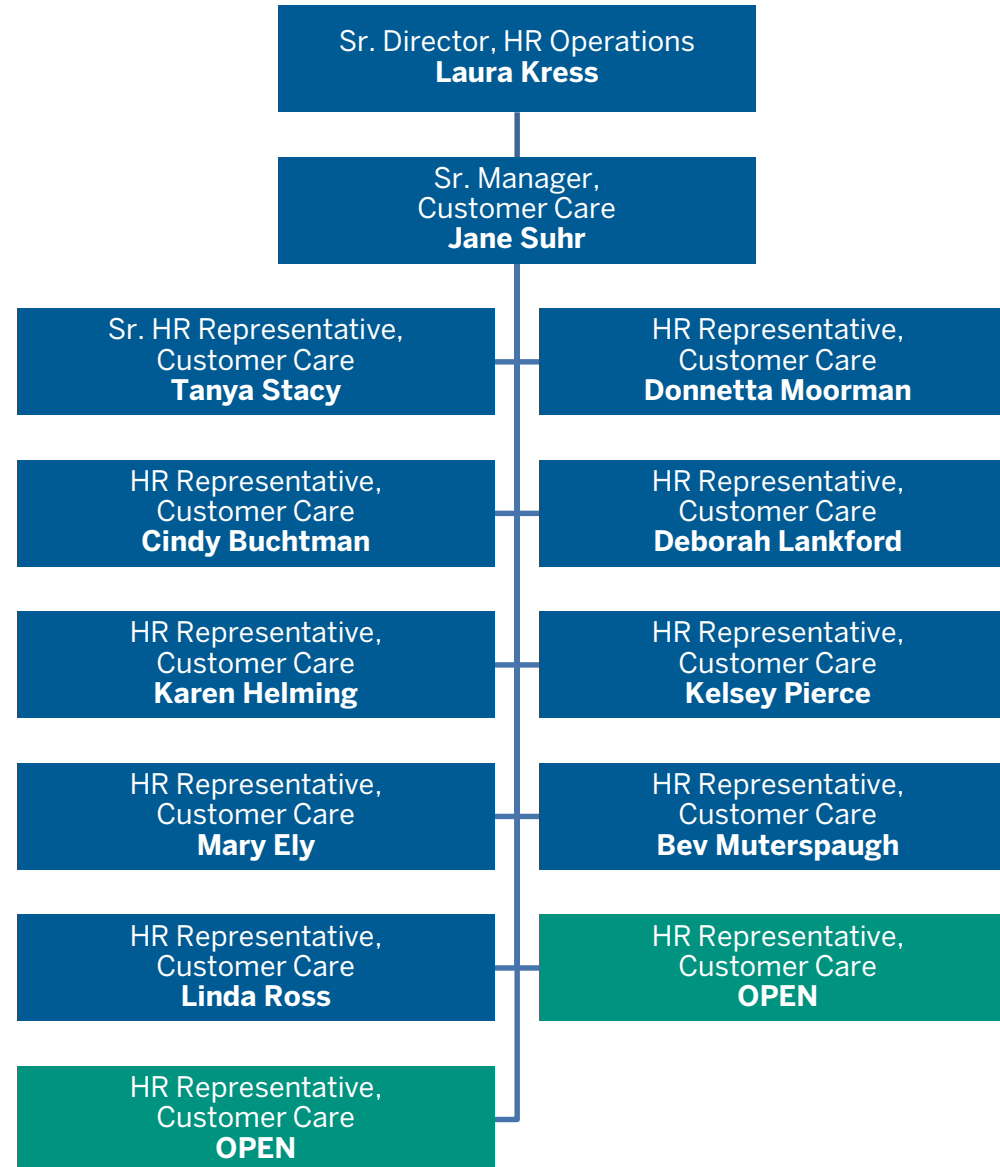 Sr. Director, HR Operations
Laura Kress
Sr. Manager,
Customer Care
Jane Suhr
Sr. HR Representative,
Customer Care
Tanya Stacy
HR Representative,
Customer Care
Donnetta Moorman
HR Representative,
Customer Care
Cindy Buchtman
HR Representative,
Customer Care
Deborah Lankford
HR Representative,
Customer Care
Karen Helming
HR Representative,
Customer Care
Kelsey Pierce
HR Representative,
Customer Care
Mary Ely
HR Representative,
Customer Care
Bev Muterspaugh
HR Representative,
Customer Care
Linda Ross
HR Representative,
Customer Care
OPEN
HR Representative,
Customer Care
OPEN